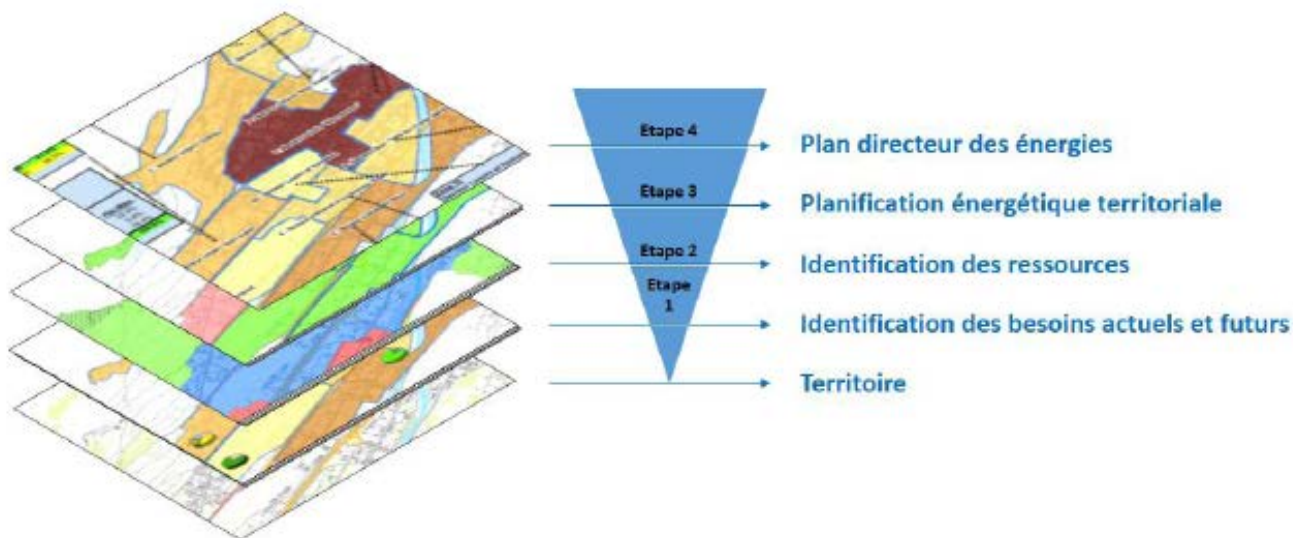 Etape 4
Plan directeur des énergies
Etape 3
Planification énergétique territoriale
Etape 2
Identification des ressources
Etape
1
Identification des besoins actuels et futurs
Territoire